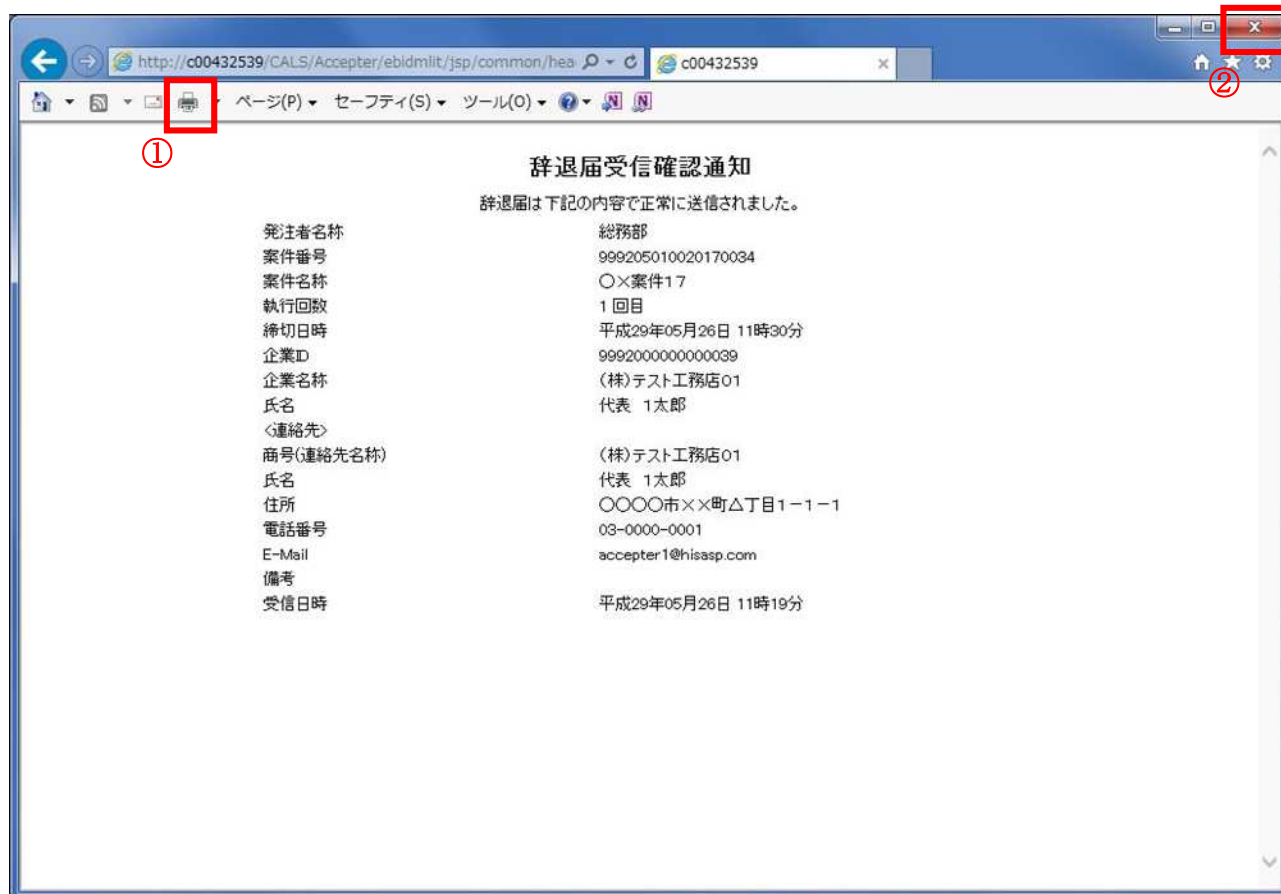 http://c00432539/CALS/Accepter/ebidmlit/jsp/common/hea
c00432539
ページ(P) セーフティ(S) ツール(O)
①
②
辞退届受信確認通知
辞退届は下記の内容で正常に送信されました。
発注者名称 総務部
案件番号 999205010020170034
案件名称 〇×案件17
執行回数 1回目
締切日時 平成29年05月26日 11時30分
企業ID 9992000000000039
企業名称 (株)テスト工務店01
氏名 代表 1太郎
<連絡先>
商号(連絡先名称) (株)テスト工務店01
氏名 代表 1太郎
住所 〇〇〇〇市××町△丁目1-1-1
電話番号 03-0000-0001
E-Mail accepter1@hisasp.com
備考
受信日時 平成29年05月26日 11時19分